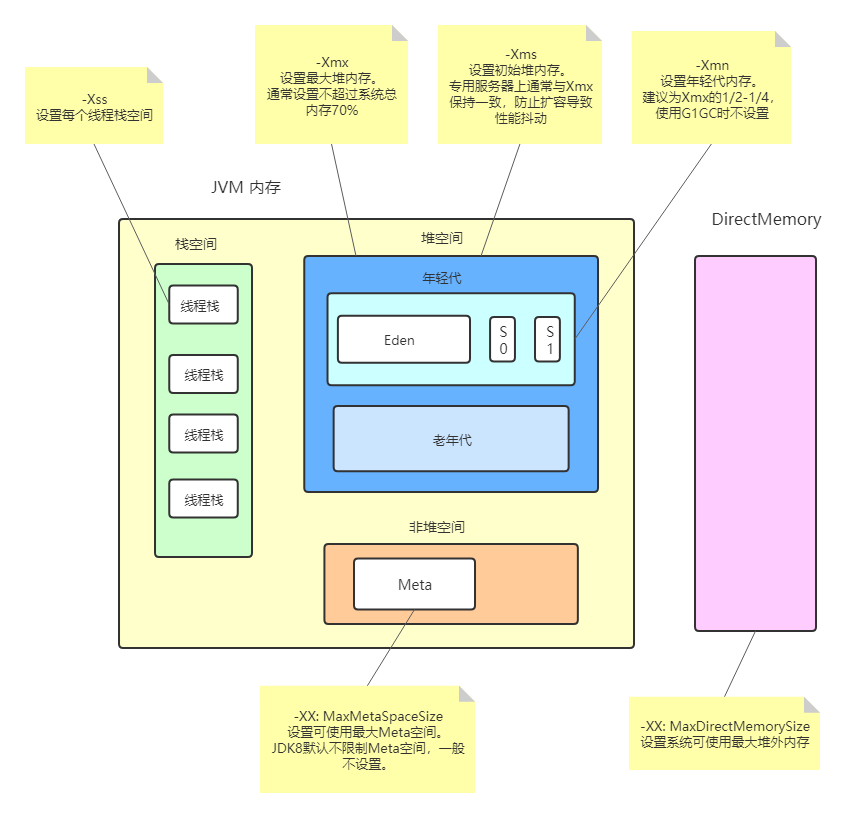 -Xss
设置每个线程栈空间
-Xmx
设置最大堆内存。
通常设置不超过系统总
内存70%
-Xms
设置初始堆内存。
专用服务器上通常与Xmx
保持一致，防止扩容导致
性能抖动
-Xmn
设置年轻代内存。
建议为Xmx的1/2-1/4，
使用G1GC时不设置
JVM 内存
DirectMemory
栈空间
线程栈
线程栈
线程栈
线程栈
堆空间
年轻代
Eden
S
0
S
1
老年代
非堆空间
Meta
-XX: MaxMetaSpaceSize
设置可使用最大Meta空间。
JDK8默认不限制Meta空间，一般
不设置。
-XX: MaxDirectMemorySize
设置系统可使用最大堆外内存